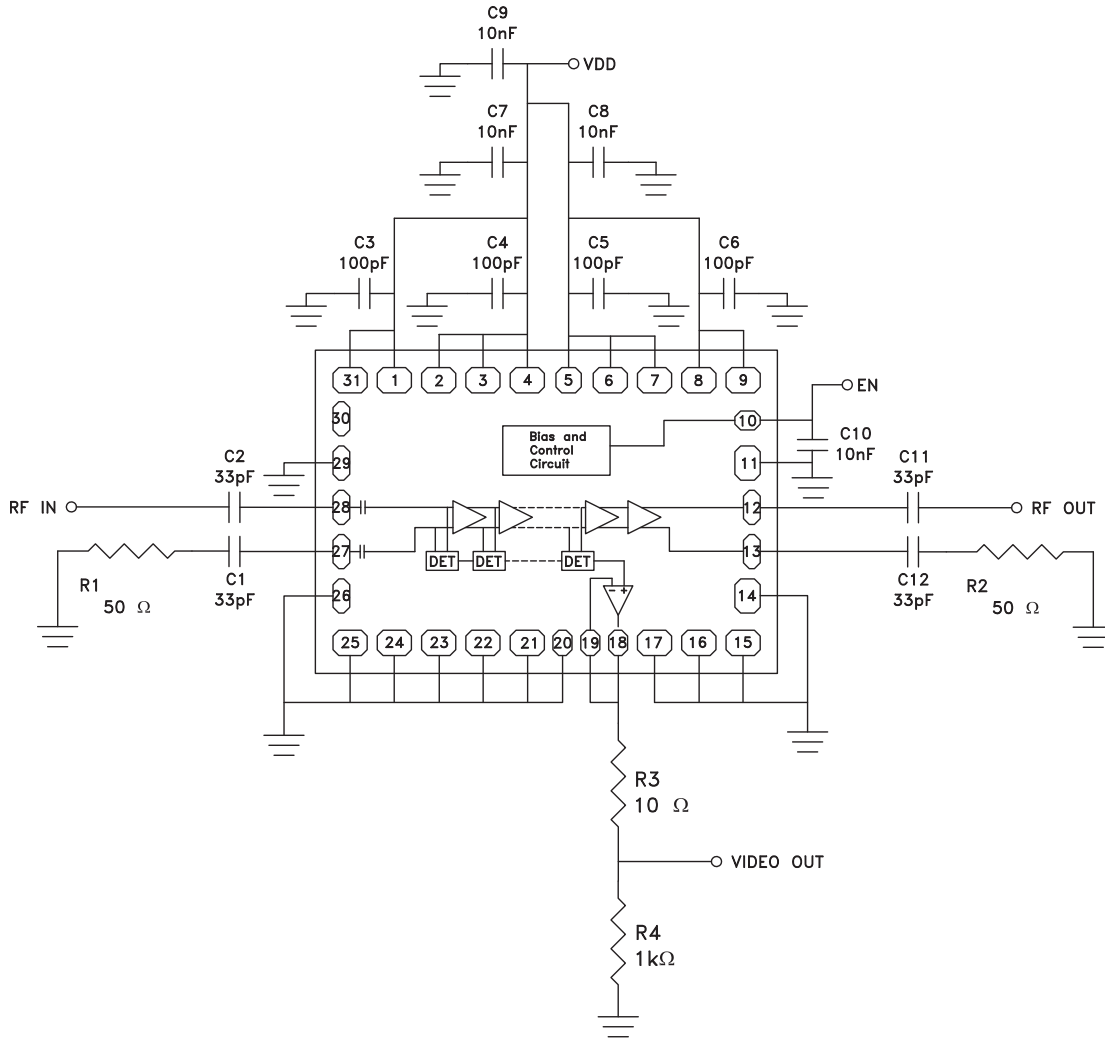 C9
10nF
VDD
C7
10nF
C8
10nF
C3
100pF
C4
100pF
C5
100pF
C6
100pF
31 1 2 3 4 5 6 7 8 9
EN
30
10
Bias and
Control
Circuit
C10
10nF
29
11
C2
33pF
C11
33pF
RF IN
28
12
RF OUT
27
13
DET DET DET
R1
50 Ω
C1
33pF
C12
33pF
R2
50 Ω
26
14
- +
25 24 23 22 21 20 19 18 17 16 15
R3
10 Ω
VIDEO OUT
R4
1kΩ